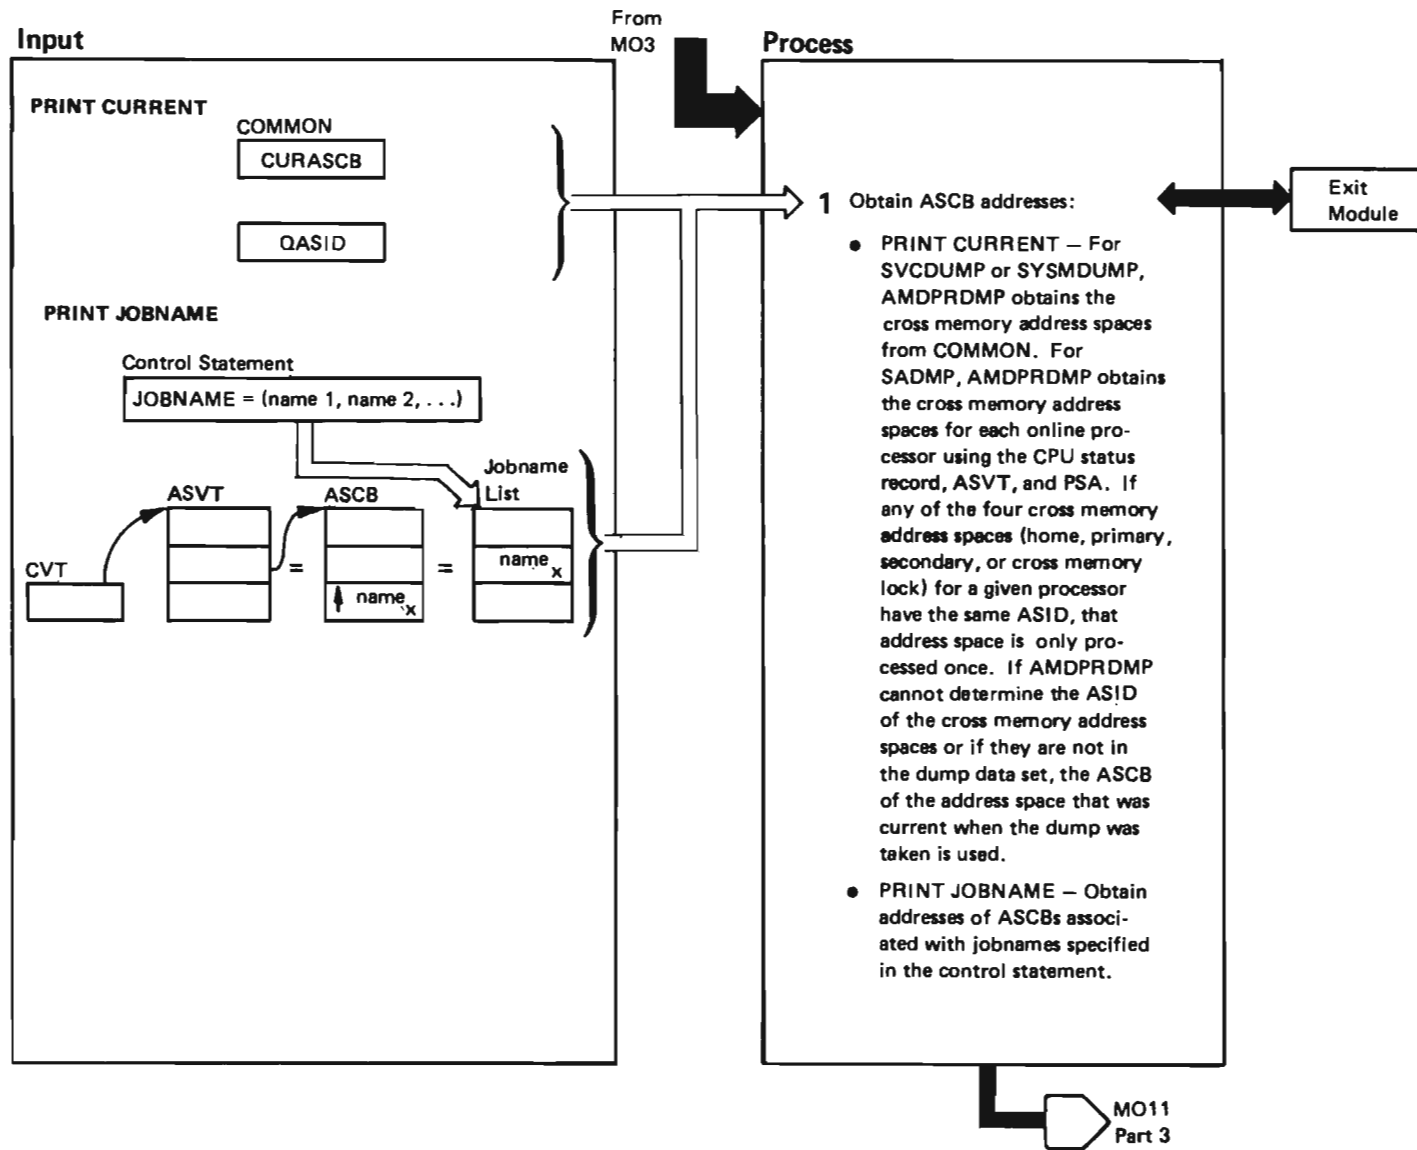 Input
PRINT CURRENT
COMMON
CURASCB
QASID
PRINT JOBNAME
Control Statement
JOBNAME = (name 1, name 2, . . .)
Jobname
List
ASVT
ASCB
CVT
=
=
name x
name x
From
MO3
Process
1 Obtain ASCB addresses:
● PRINT CURRENT — For
SVCDUMP or SYSMDUMP,
AMDPRDMP obtains the
cross memory address spaces
from COMMON. For
SADMP, AMDPRDMP obtains
the cross memory address
spaces for each online pro-
cessor using the CPU status
record, ASVT, and PSA. If
any of the four cross memory
address spaces (home, primary,
secondary, or cross memory
lock) for a given processor
have the same ASID, that
address space is only pro-
cessed once. If AMDPRDMP
cannot determine the ASID
of the cross memory address
spaces or if they are not in
the dump data set, the ASCB
of the address space that was
current when the dump was
taken is used.
● PRINT JOBNAME — Obtain
addresses of ASCBs associ-
ated with jobnames specified
in the control statement.
Exit
Module
MO11
Part 3